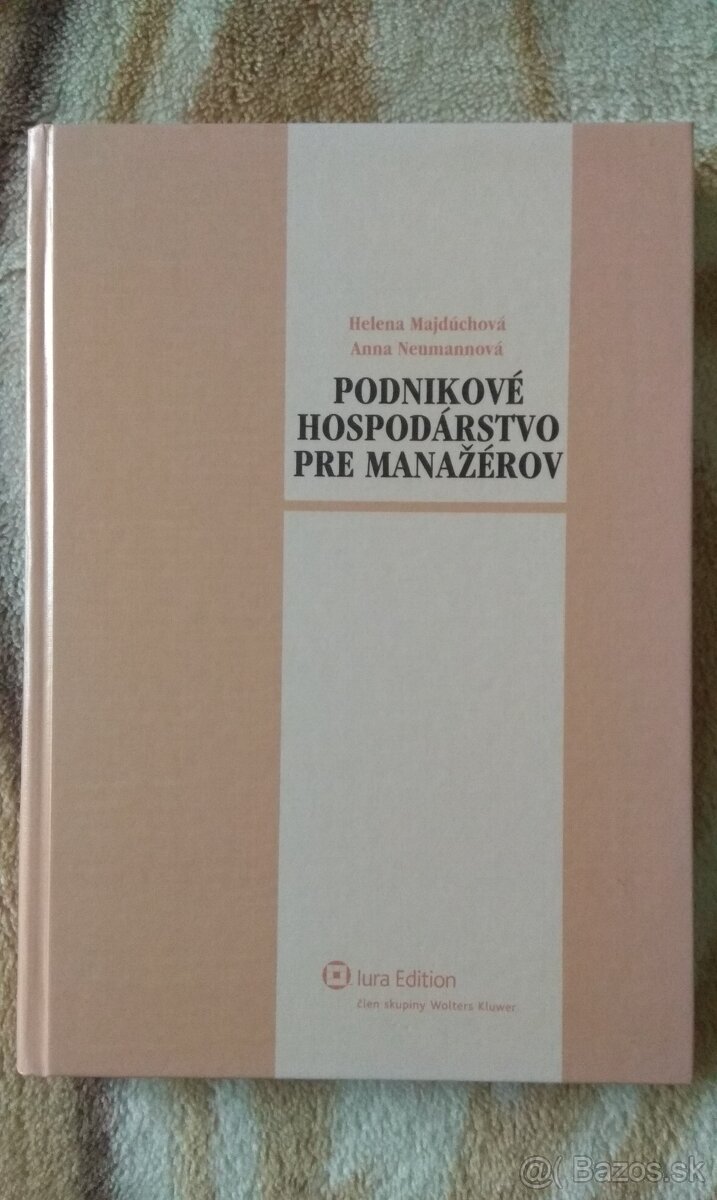 Helena Majdúchová
Anna Neumannová
PODNIKOVÉ
HOSPODÁRSTVO
PRE MANAŽÉROV
Iura Edition
člen skupiny Wolters Kluwer
@( Bazos.sk